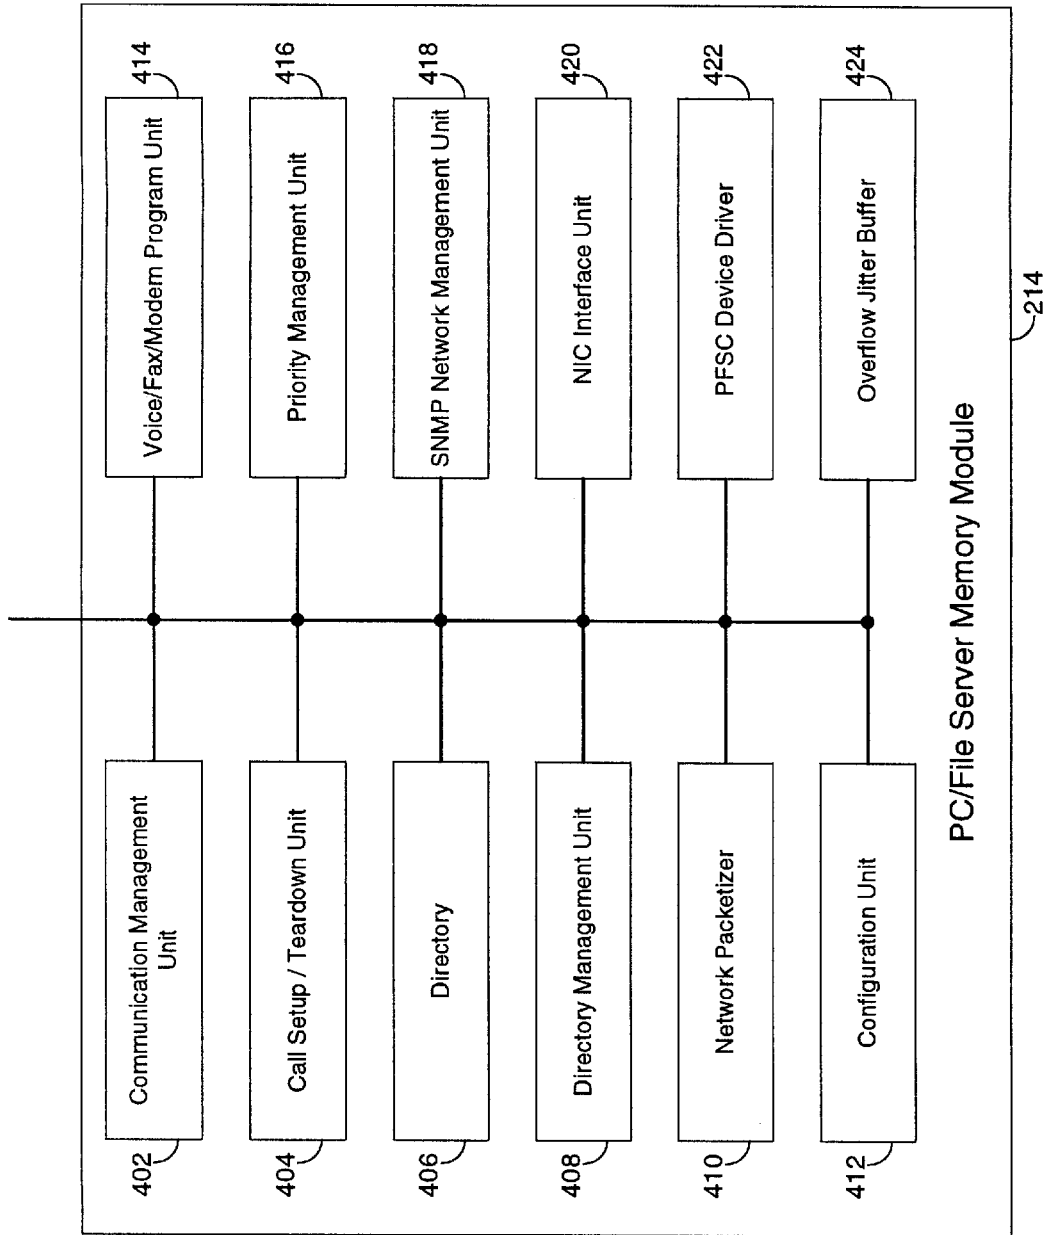 402
Communication Management
Unit
404
Call Setup / Teardown Unit
406
Directory
408
Directory Management Unit
410
Network Packetizer
412
Configuration Unit
414
Voice/Fax/Modem Program Unit
416
Priority Management Unit
418
SNMP Network Management Unit
420
NIC Interface Unit
422
PFSC Device Driver
424
Overflow Jitter Buffer
PC/File Server Memory Module
214